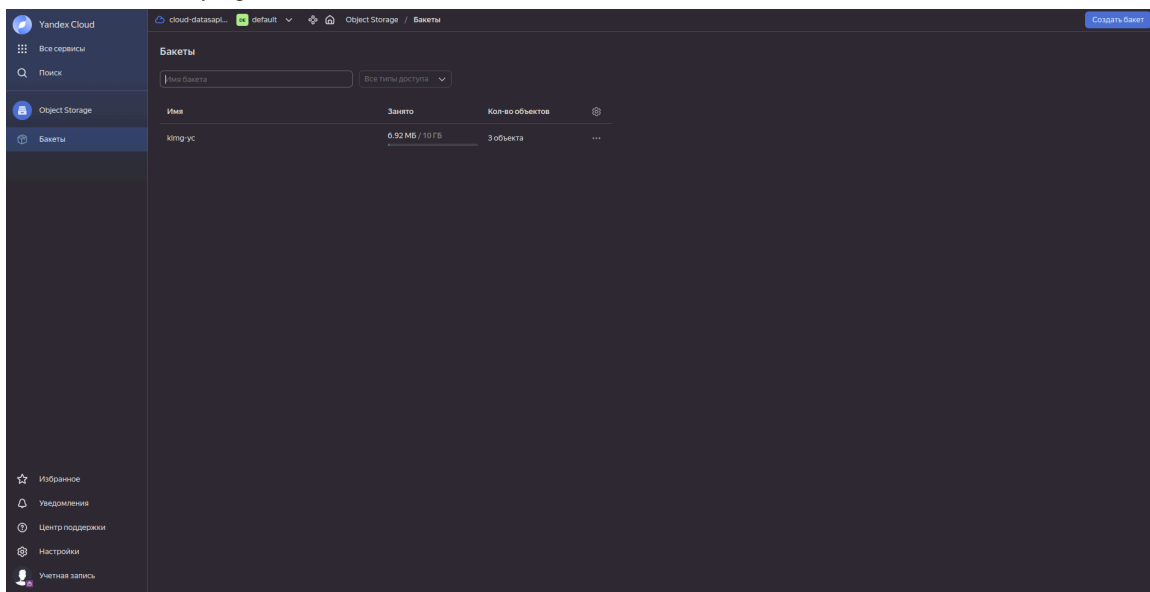 Yandex Cloud
cloud-datasapi... DE default Object Storage / Бакеты
Создать бакет
Все сервисы
Поиск
Object Storage
Бакеты
Бакеты
Имя бакета
Все типы доступа
Имя Занято Кол-во объектов
klmg-yc 6.92 МБ / 10 ГБ 3 объекта
Избранное
Уведомления
Центр поддержки
Настройки
Учетная запись